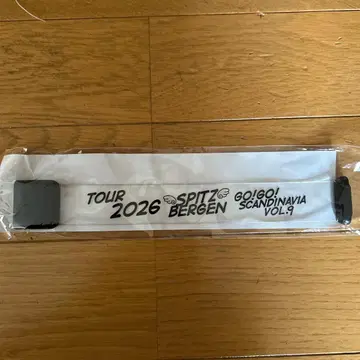 TOUR
2026
SPITZ
BERGEN
GO!GO!
SCANDINAVIA
VOL.9